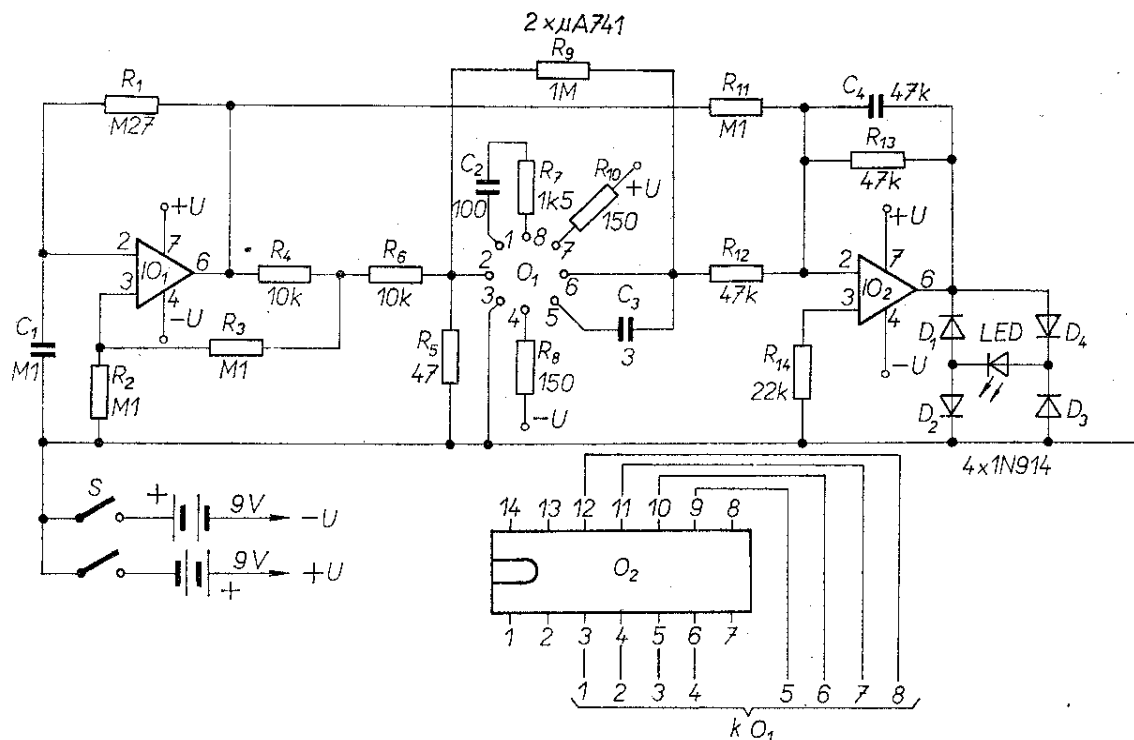 2 x µA741
R9
1M
R1
M27
R11
M1
C4
47k
R13
47k
C2
100
R7
1k5
R10
+U
150
+U
7
2
6
IO1
3
4
-U
R4
10k
R6
10k
1
8
7
2
O1
6
3
4
5
R12
47k
+U
7
2
6
IO2
3
4
-U
C1
M1
R3
M1
R2
M1
R5
47
R8
150
-U
C3
3
R14
22k
D1
LED
D4
D2
D3
4x1N914
S
+
9V
-U
9V
+
+U
14 13 12 11 10 9 8
O2
1 2 3 4 5 6 7
1 2 3 4 5 6 7 8
k O1